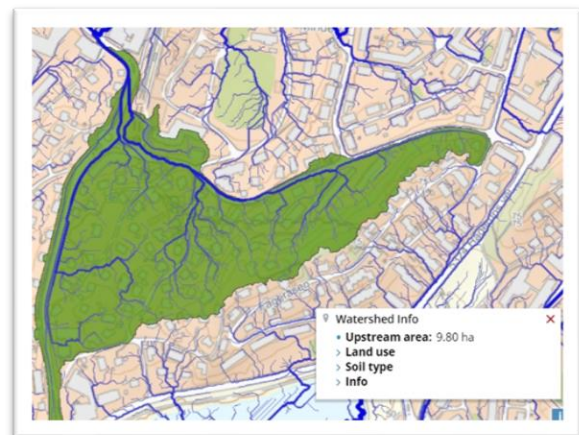 Watershed Info
Upstream area: 9.80 ha
Land use
Soil type
Info